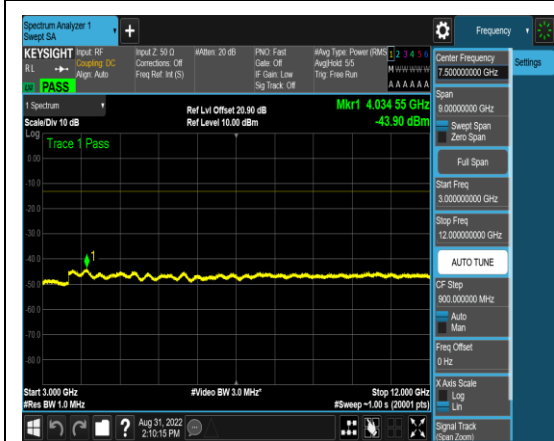 Spectrum Analyzer 1
Swept SA
+
Frequency
KEYSIGHT Input: RF
Coupling: DC
Align: Auto
RL
PASS
Input Z: 50 Ω
Corrections: Off
Freq Ref: Int (S)
#Atten: 20 dB
PNO: Fast
Gate: Off
IF Gain: Low
Sig Track: Off
#Avg Type: Power (RMS
Avg|Hold: 5/5
Trig: Free Run
1 2 3 4 5 6
M W W W W W
A A A A A A
Center Frequency
7.500000000 GHz
Settings
Span
9.00000000 GHz
Swept Span
Zero Span
Full Span
Start Freq
3.000000000 GHz
Stop Freq
12.000000000 GHz
AUTO TUNE
CF Step
900.000000 MHz
Auto
Man
Freq Offset
0 Hz
X Axis Scale
Log
Lin
Signal Track
(Span Zoom)
1 Spectrum
Scale/Div 10 dB
Ref Lvl Offset 20.90 dB
Ref Level 10.00 dBm
Mkr1 4.034 55 GHz
-43.90 dBm
Log
Trace 1 Pass
0.00
-10.0
-20.0
-30.0
-40.0
-50.0
-60.0
-70.0
-80.0
1
Start 3.000 GHz
#Res BW 1.0 MHz
#Video BW 3.0 MHz*
Stop 12.000 GHz
#Sweep ~1.00 s (20001 pts)
?
Aug 31, 2022
2:10:15 PM